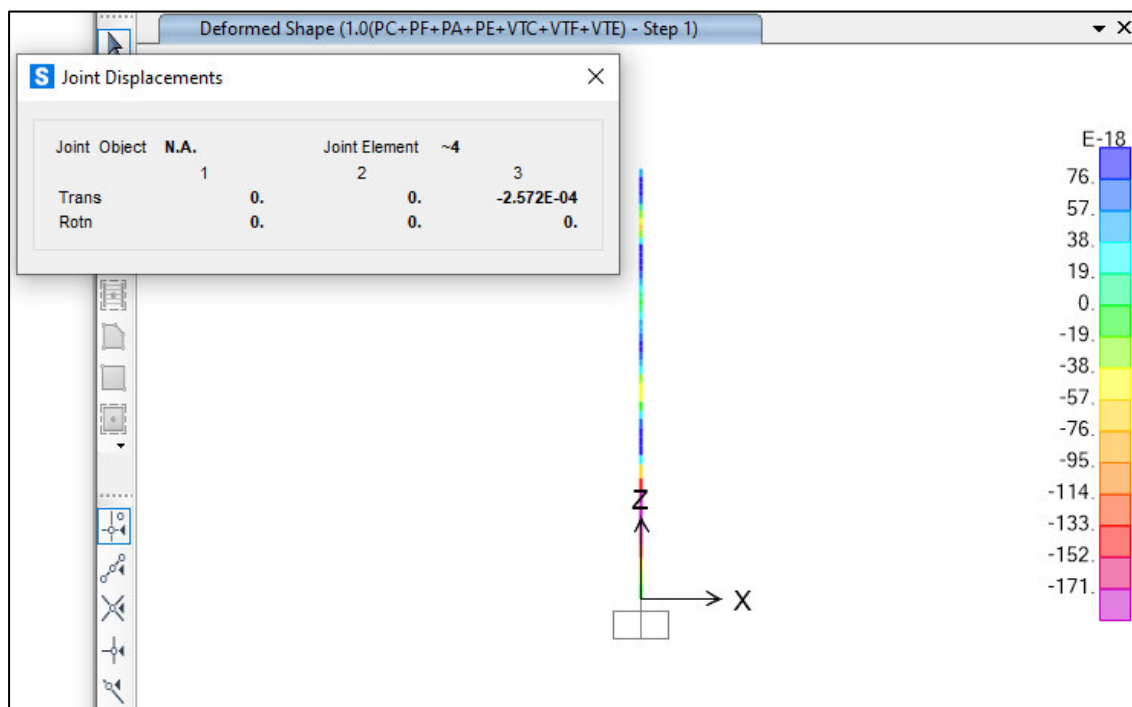 Deformed Shape (1.0(PC+PF+PA+PE+VTC+VTF+VTE) - Step 1)
S Joint Displacements
Joint Object N.A. Joint Element ~4
1 2 3
Trans 0. 0. -2.572E-04
Rotn 0. 0. 0.
E-18
76.
57.
38.
19.
0.
-19.
-38.
-57.
-76.
-95.
-114.
-133.
-152.
-171.
Z
X